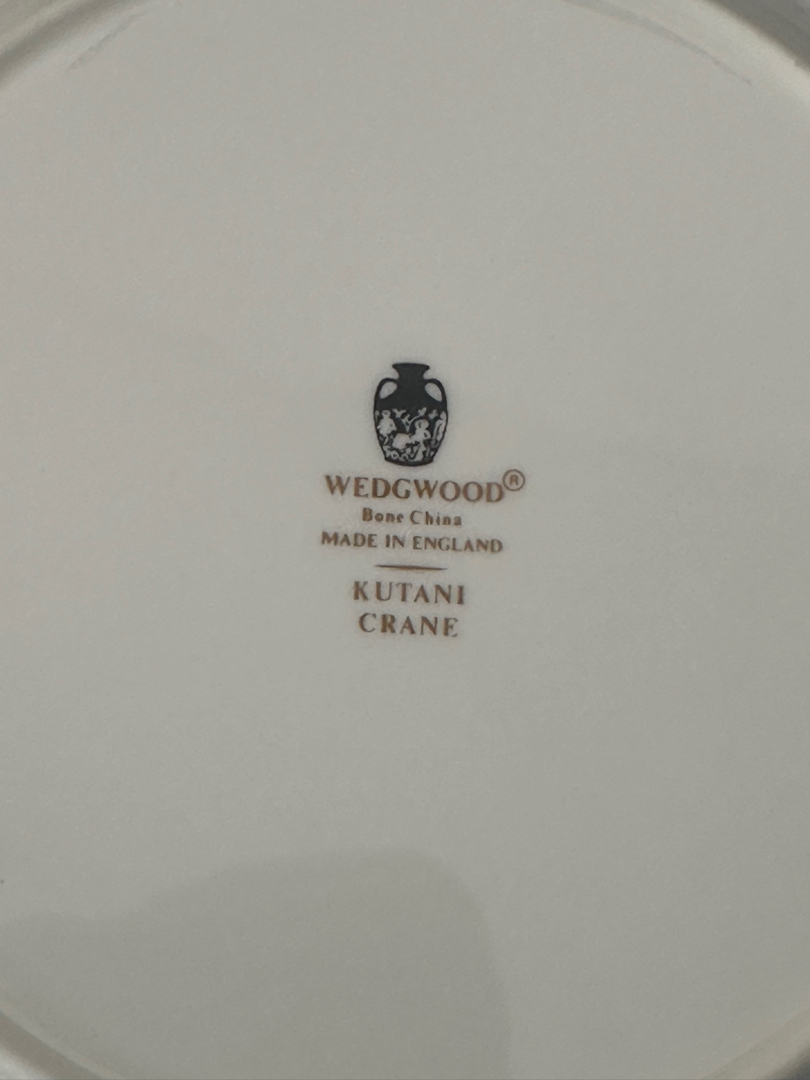 WEDGWOOD®
Bone China
MADE IN ENGLAND
KUTANI
CRANE